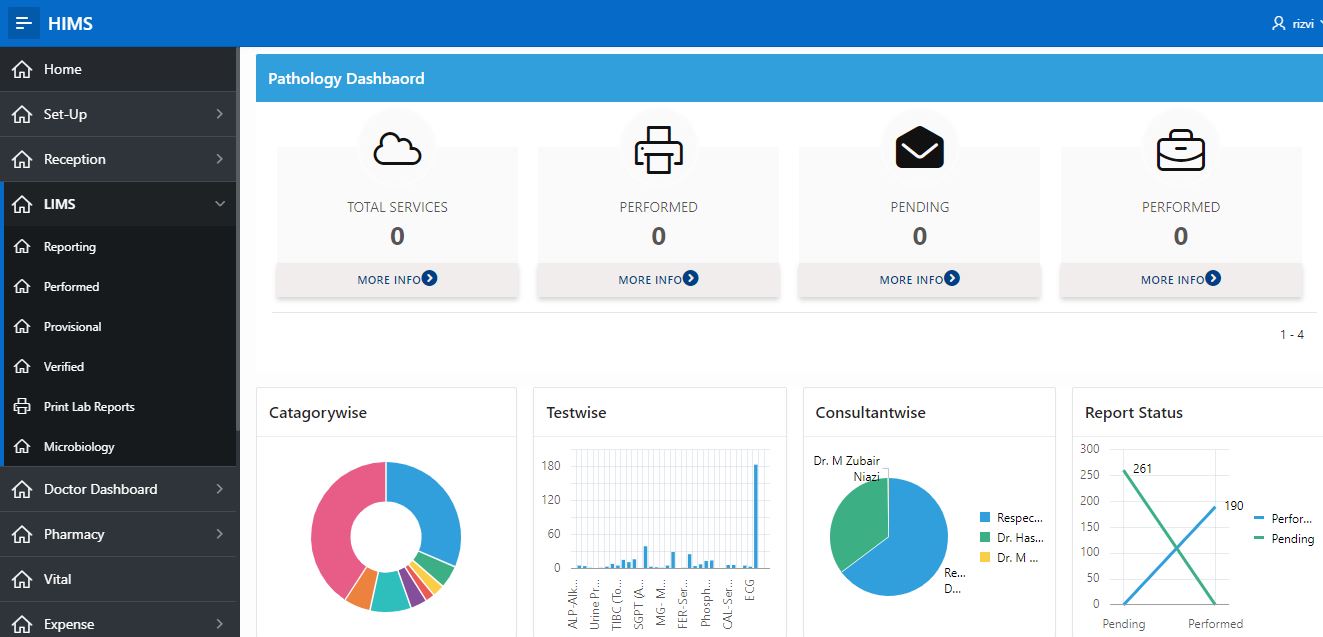 HIMS
rizvi
Home
Set-Up
Reception
LIMS
Reporting
Performed
Provisional
Verified
Print Lab Reports
Microbiology
Doctor Dashboard
Pharmacy
Vital
Expense
Pathology Dashbaord
TOTAL SERVICES
0
MORE INFO
PERFORMED
0
MORE INFO
PENDING
0
MORE INFO
PERFORMED
0
MORE INFO
1 - 4
Catagorywise
Testwise
180
120
60
0
ALP-Alk...
Urine Pr...
TIBC (To...
SGPT (A...
MG- M...
FER-Ser...
Phosph...
CAL-Ser...
ECG
Consultantwise
Dr. M Zubair
Niazi
Re...
D...
Respec...
Dr. Has...
Dr. M ...
Report Status
300
250
200
150
100
50
0
261
190
Pending
Performed
Perfor...
Pending